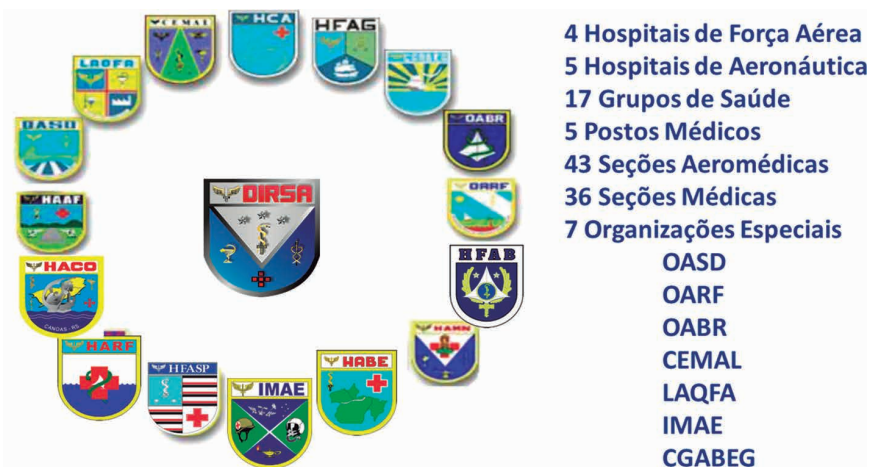 CEMAL
HCA
HFAG
LAQFA
CGABEG
OASD
OABR
HAAF
DIRSA
OARF
HACO
CANOAS - RS
HFAB
HARF
HFASP
IMAE
HABE
HAMN
4 Hospitais de Força Aérea
5 Hospitais de Aeronáutica
17 Grupos de Saúde
5 Postos Médicos
43 Seções Aeromédicas
36 Seções Médicas
7 Organizações Especiais
OASD
OARF
OABR
CEMAL
LAQFA
IMAE
CGABEG